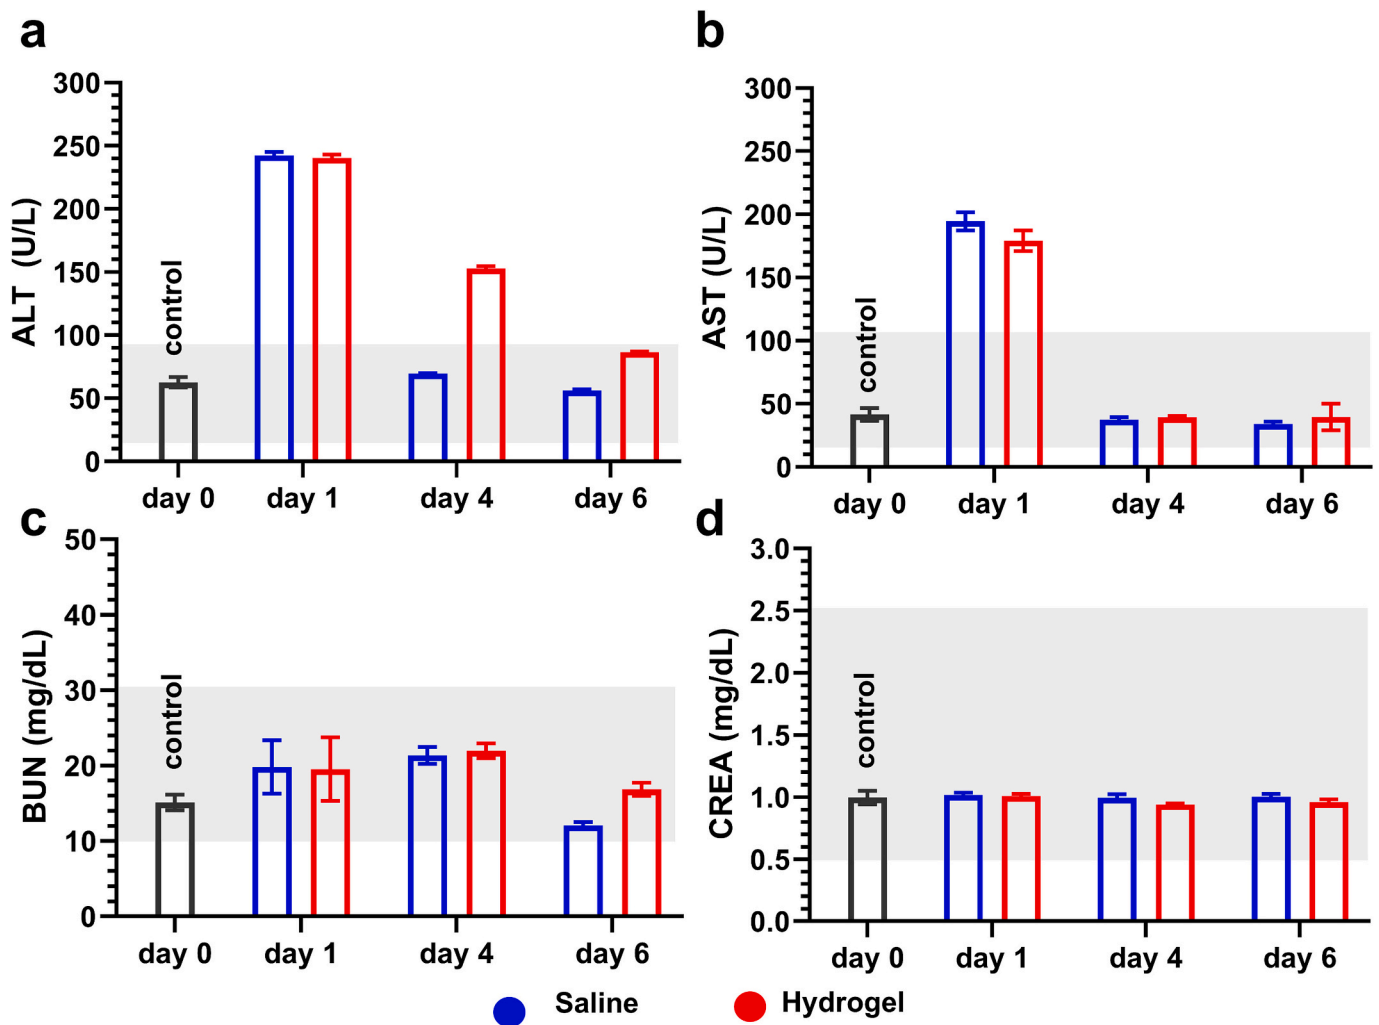 a
300
250
200
150
100
50
0
ALT (U/L)
control
day 0
day 1
day 4
day 6
b
300
250
200
150
100
50
0
AST (U/L)
control
day 0
day 1
day 4
day 6
c
50
40
30
20
10
0
BUN (mg/dL)
control
day 0
day 1
day 4
day 6
d
3.0
2.5
2.0
1.5
1.0
0.5
0.0
CREA (mg/dL)
control
day 0
day 1
day 4
day 6
Saline
Hydrogel